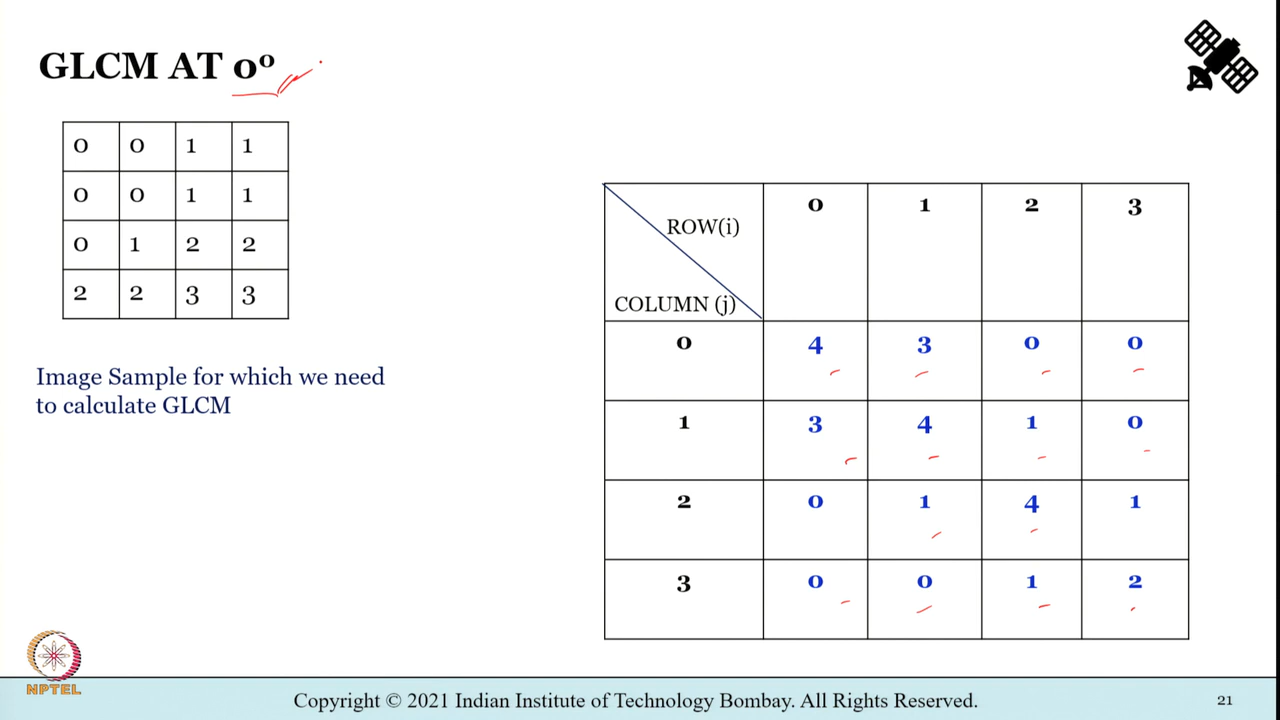 GLCM AT 0⁰
0 0 1 1
0 0 1 1
0 1 2 2
2 2 3 3
Image Sample for which we need
to calculate GLCM
ROW(i)
COLUMN (j)
0 1 2 3
0 4 3 0 0
1 3 4 1 0
2 0 1 4 1
3 0 0 1 2
NPTEL
Copyright © 2021 Indian Institute of Technology Bombay. All Rights Reserved.
21